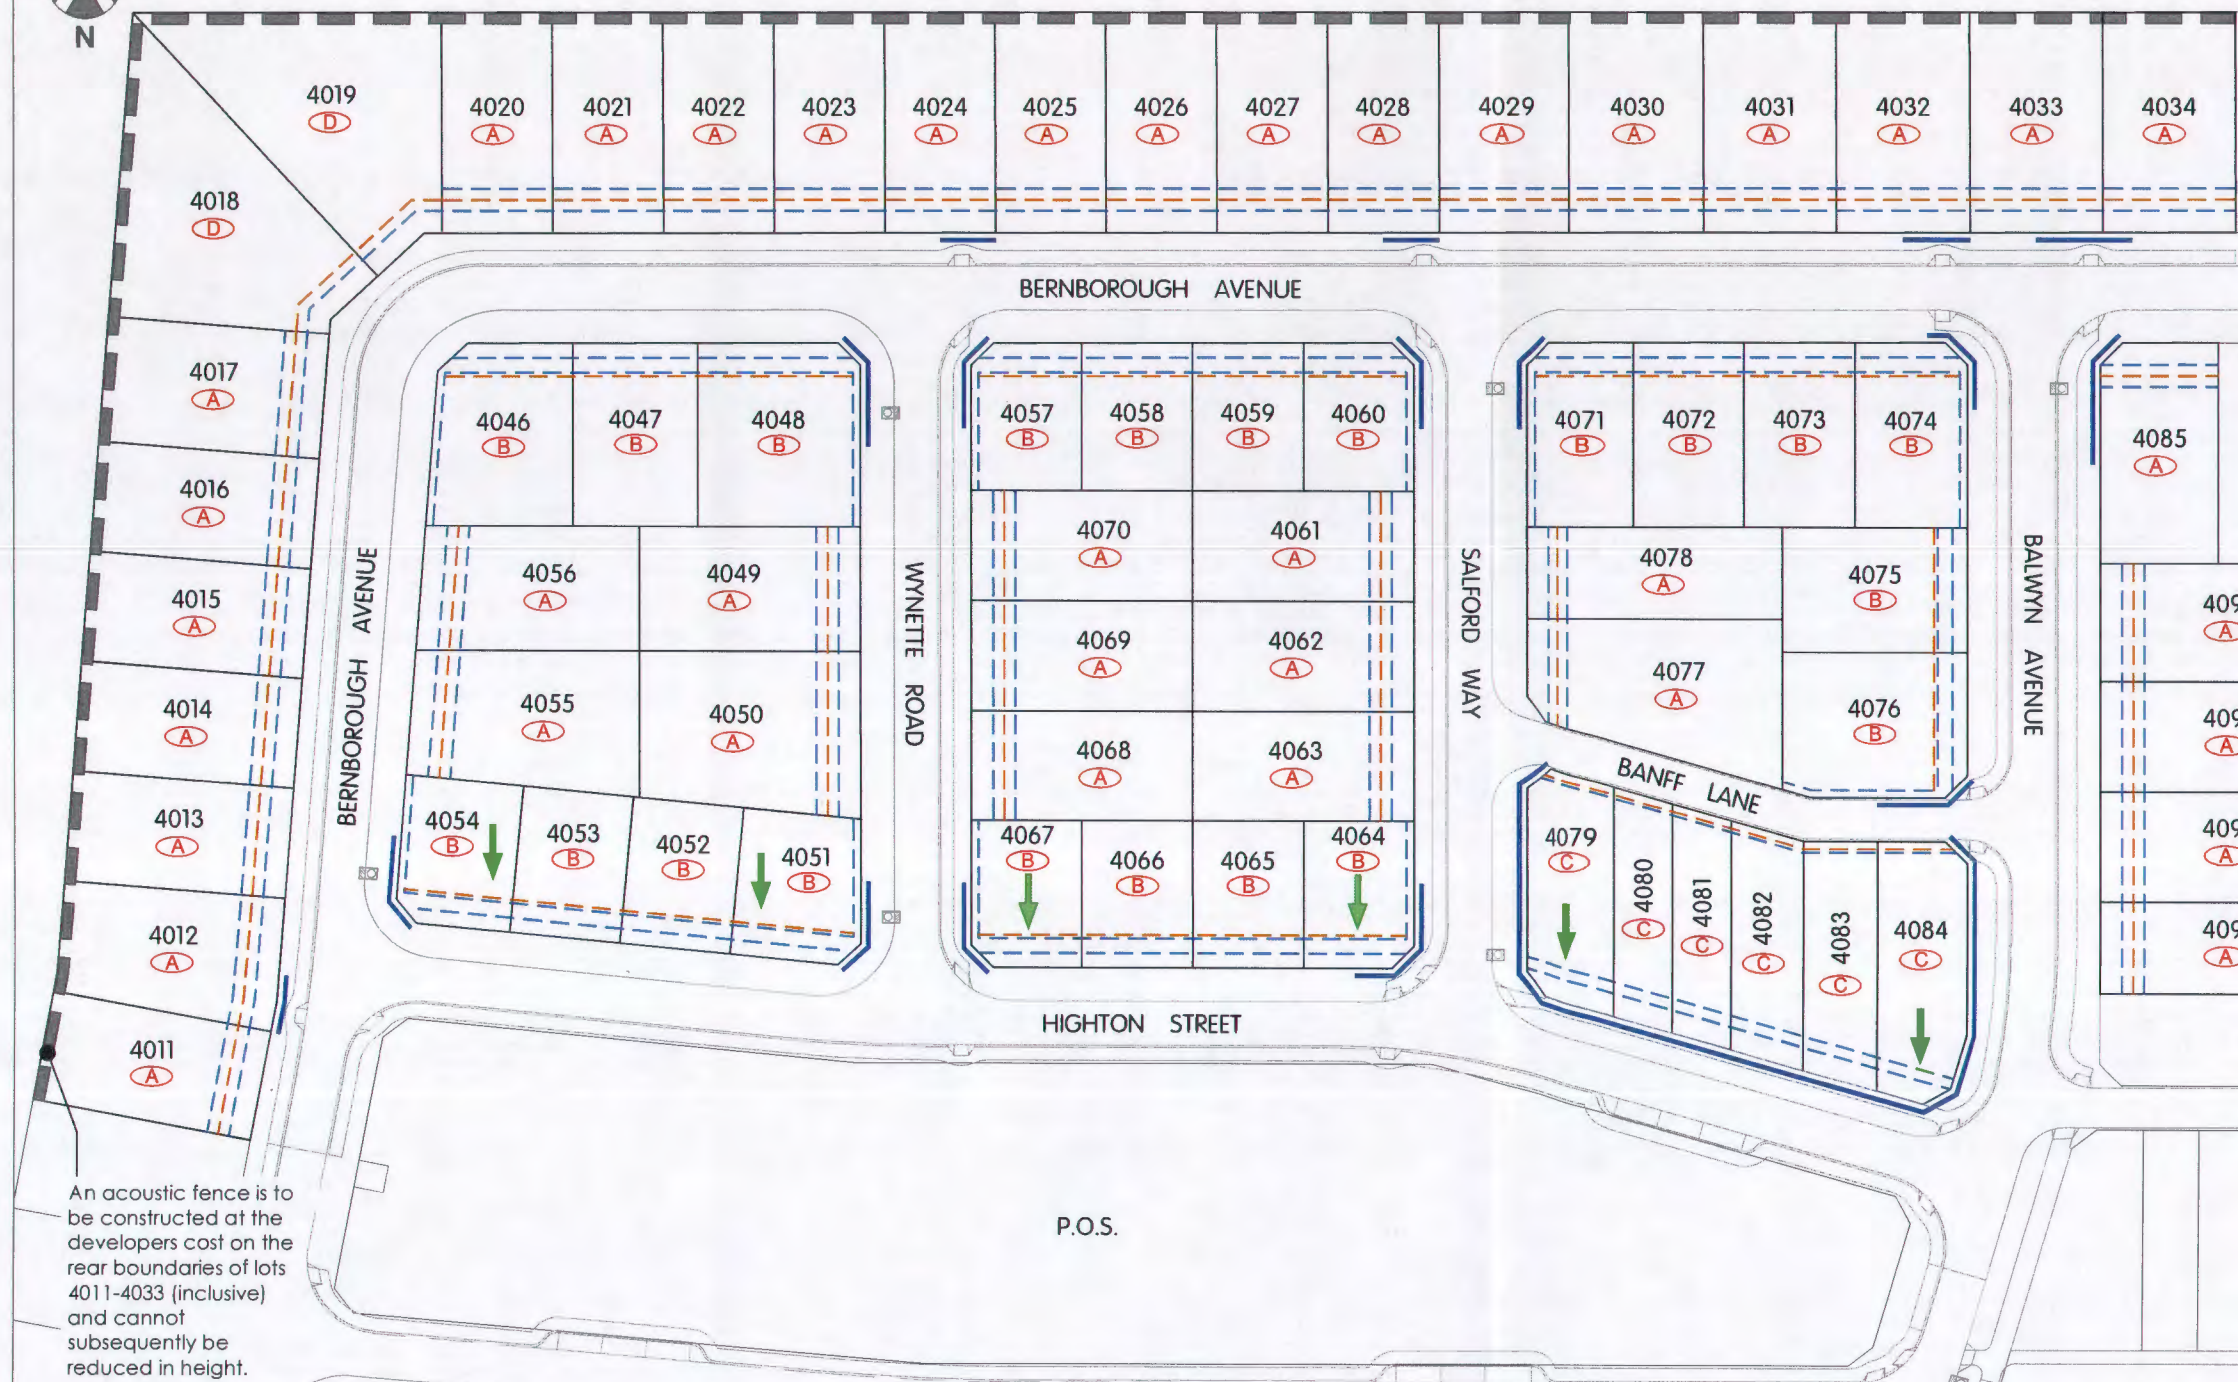 N
4019
D
4020
A
4021
A
4022
A
4023
A
4024
A
4025
A
4026
A
4027
A
4028
A
4029
A
4030
A
4031
A
4032
A
4033
A
4034
A
4018
D
BERNBOROUGH AVENUE
4017
A
4016
A
4015
A
4014
A
4013
A
4012
A
4011
A
BERNBOROUGH AVENUE
4046
B
4047
B
4048
B
4056
A
4049
A
4055
A
4050
A
4054
B
4053
B
4052
B
4051
B
WYNETTE ROAD
4057
B
4058
B
4059
B
4060
B
4070
A
4061
A
4069
A
4062
A
4068
A
4063
A
4067
B
4066
B
4065
B
4064
B
SALFORD WAY
4071
B
4072
B
4073
B
4074
B
4078
A
4075
B
4077
A
4076
B
BANFF LANE
4079
C
4080
C
4081
C
4082
C
4083
C
4084
C
BALWYN AVENUE
4085
A
409
A
409
A
409
A
409
A
HIGHTON STREET
P.O.S.
An acoustic fence is to
be constructed at the
developers cost on the
rear boundaries of lots
4011-4033 (inclusive)
and cannot
subsequently be
reduced in height.